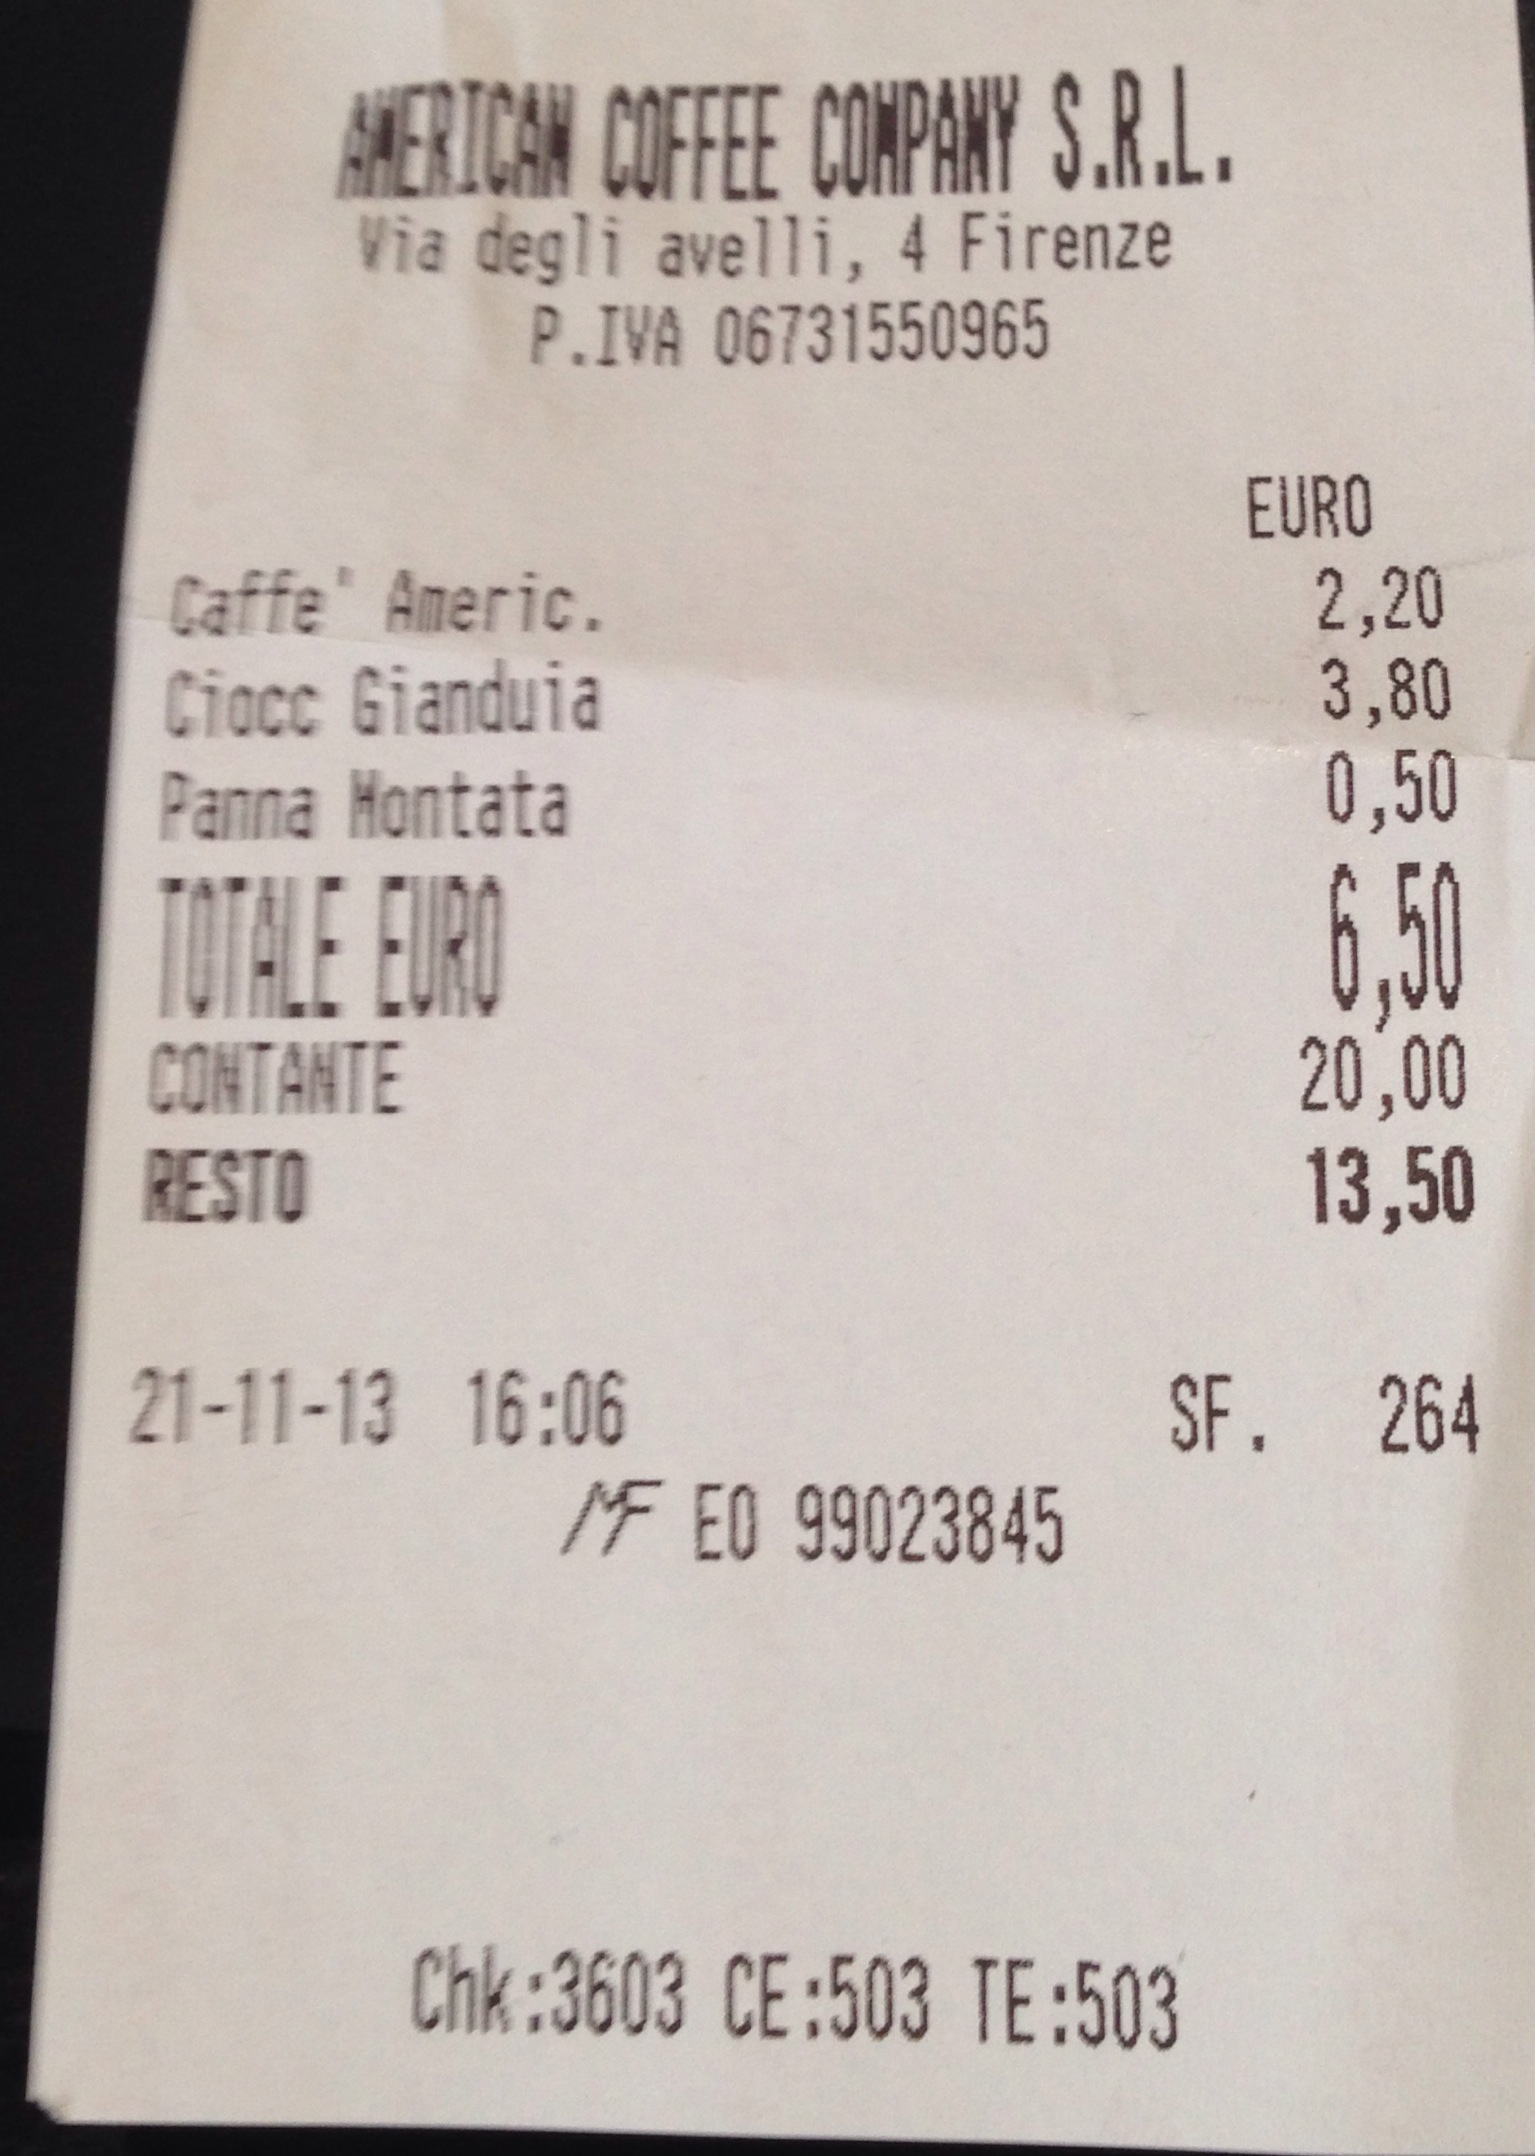 AMERICAN COFFEE COMPANY S.R.L.
Via degli avelli, 4 Firenze
P.IVA 06731550965
EURO
Caffe' Americ. 2,20
Ciocc Gianduia 3,80
Panna Montata 0,50
TOTALE EURO 6,50
CONTANTE 20,00
RESTO 13,50
21-11-13 16:06 SF. 264
MF EO 99023845
Chk:3603 CE:503 TE:503